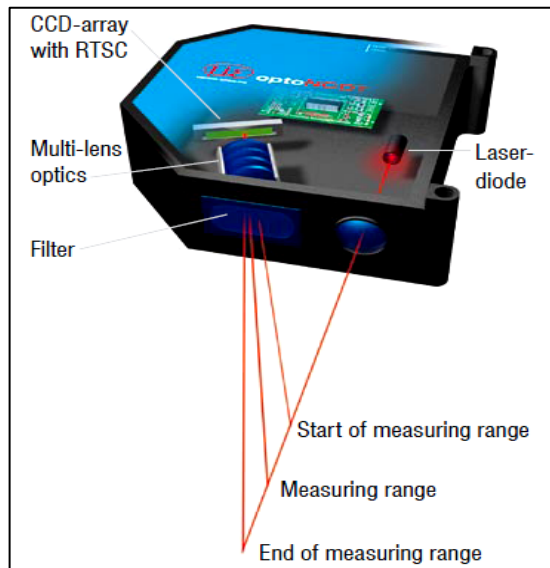 CCD-array
with RTSC
optoNCDT
Multi-lens
optics
Laser-
diode
Filter
Start of measuring range
Measuring range
End of measuring range